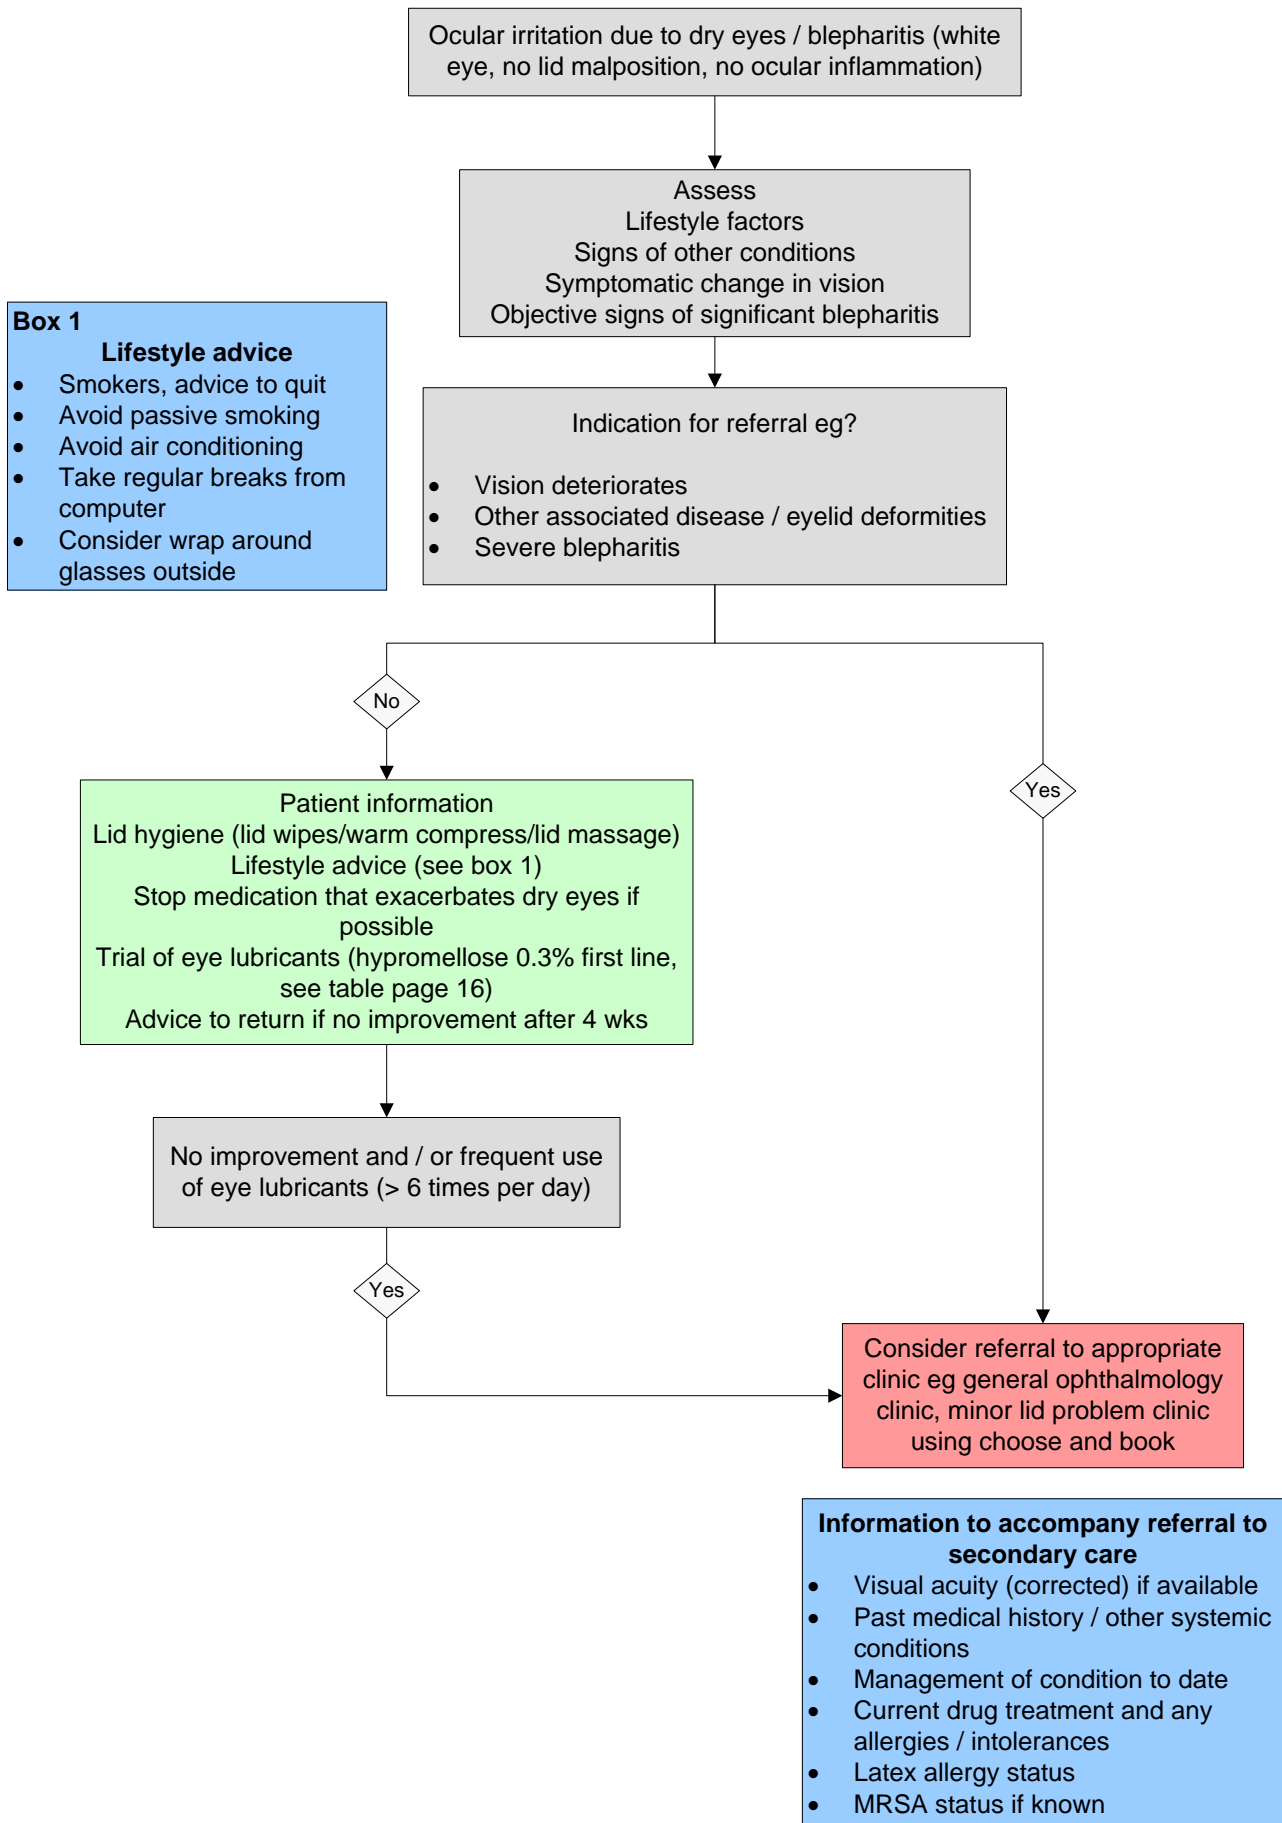 Ocular irritation due to dry eyes / blepharitis (white
eye, no lid malposition, no ocular inflammation)
Assess
Lifestyle factors
Signs of other conditions
Symptomatic change in vision
Objective signs of significant blepharitis
Box 1
Lifestyle advice
• Smokers, advice to quit
• Avoid passive smoking
• Avoid air conditioning
• Take regular breaks from
computer
• Consider wrap around
glasses outside
Indication for referral eg?
• Vision deteriorates
• Other associated disease / eyelid deformities
• Severe blepharitis
No
Yes
Patient information
Lid hygiene (lid wipes/warm compress/lid massage)
Lifestyle advice (see box 1)
Stop medication that exacerbates dry eyes if
possible
Trial of eye lubricants (hypromellose 0.3% first line,
see table page 16)
Advice to return if no improvement after 4 wks
No improvement and / or frequent use
of eye lubricants (> 6 times per day)
Yes
Consider referral to appropriate
clinic eg general ophthalmology
clinic, minor lid problem clinic
using choose and book
Information to accompany referral to
secondary care
• Visual acuity (corrected) if available
• Past medical history / other systemic
conditions
• Management of condition to date
• Current drug treatment and any
allergies / intolerances
• Latex allergy status
• MRSA status if known